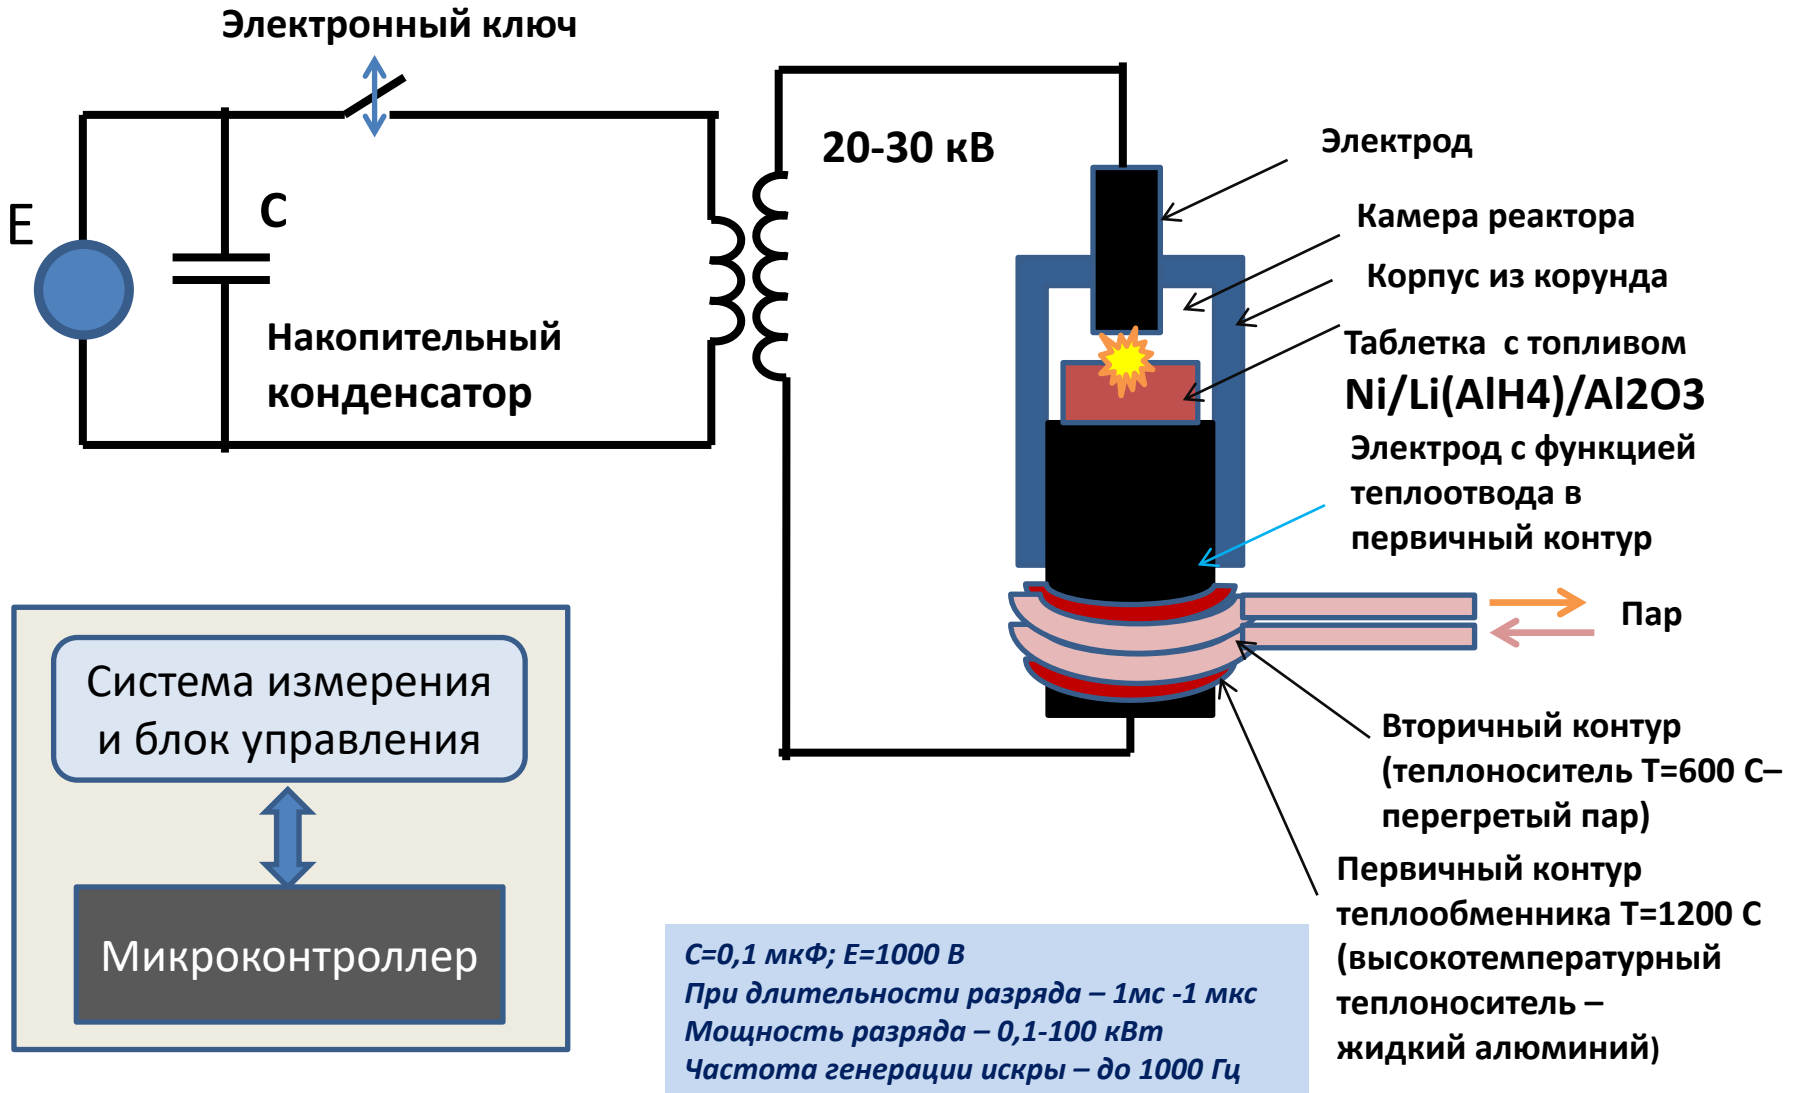 Электронный ключ
20-30 кВ
E
C
Накопительный
конденсатор
Электрод
Камера реактора
Корпус из корунда
Таблетка с топливом
Ni/Li(AlH4)/Al2O3
Электрод с функцией
теплоотвода в
первичный контур
Пар
Вторичный контур
(теплоноситель Т=600 С–
перегретый пар)
Первичный контур
теплообменника Т=1200 С
(высокотемпературный
теплоноситель –
жидкий алюминий)
Система измерения
и блок управления
Микроконтроллер
С=0,1 мкФ; Е=1000 В
При длительности разряда – 1мс -1 мкс
Мощность разряда – 0,1-100 кВт
Частота генерации искры – до 1000 Гц